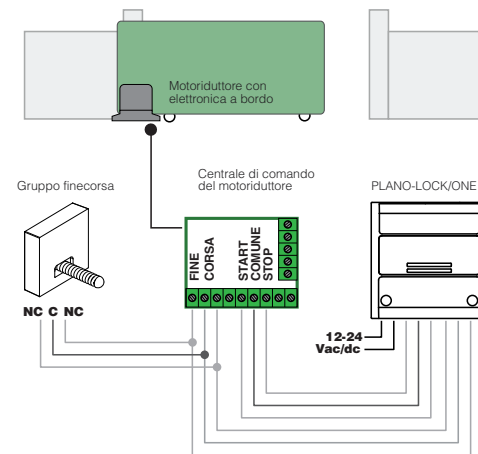 Motoriduttore con
elettronica a bordo
Gruppo finecorsa
Centrale di comando
del motoriduttore
PLANO-LOCK/ONE
FINE
CORSA
START
COMUNE
STOP
NC C NC
12-24
Vac/dc